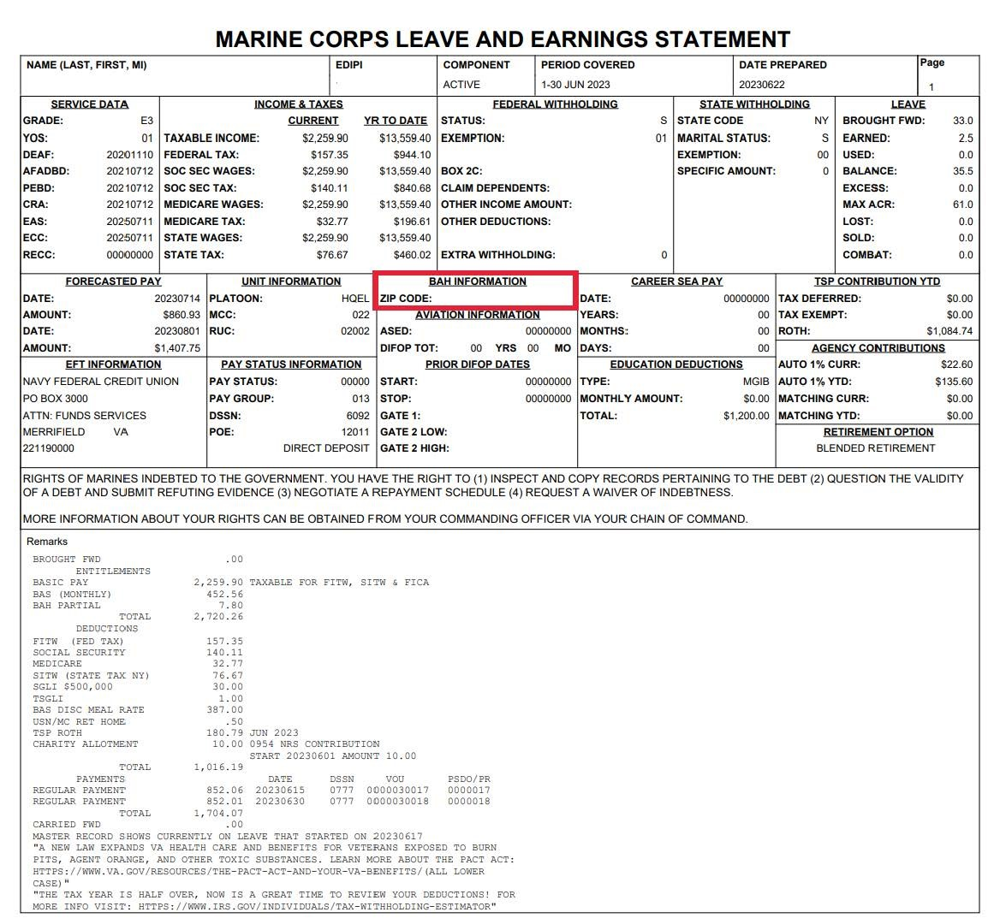 MARINE CORPS LEAVE AND EARNINGS STATEMENT
NAME (LAST, FIRST, MI) EDIPI COMPONENT PERIOD COVERED DATE PREPARED Page
ACTIVE 1-30 JUN 2023 20230622 1
SERVICE DATA INCOME & TAXES FEDERAL WITHHOLDING STATE WITHHOLDING LEAVE
GRADE: E3 CURRENT YR TO DATE STATUS: S STATE CODE NY BROUGHT FWD: 33.0
YOS: 01 TAXABLE INCOME: $2,259.90 $13,559.40 EXEMPTION: 01 MARITAL STATUS: S EARNED: 2.5
DEAF: 20201110 FEDERAL TAX: $157.35 $944.10 EXEMPTION: 00 USED: 0.0
AFADBD: 20210712 SOC SEC WAGES: $2,259.90 $13,559.40 BOX 2C: SPECIFIC AMOUNT: 0 BALANCE: 35.5
PEBD: 20210712 SOC SEC TAX: $140.11 $840.68 CLAIM DEPENDENTS: EXCESS: 0.0
CRA: 20210712 MEDICARE WAGES: $2,259.90 $13,559.40 OTHER INCOME AMOUNT: MAX ACR: 61.0
EAS: 20250711 MEDICARE TAX: $32.77 $196.61 OTHER DEDUCTIONS: LOST: 0.0
ECC: 20250711 STATE WAGES: $2,259.90 $13,559.40 SOLD: 0.0
RECC: 00000000 STATE TAX: $76.67 $460.02 EXTRA WITHHOLDING: 0 COMBAT: 0.0
FORECASTED PAY UNIT INFORMATION BAH INFORMATION CAREER SEA PAY TSP CONTRIBUTION YTD
DATE: 20230714 PLATOON: HQEL ZIP CODE: DATE: 00000000 TAX DEFERRED: $0.00
AMOUNT: $860.93 MCC: 022 AVIATION INFORMATION YEARS: 00 TAX EXEMPT: $0.00
DATE: 20230801 RUC: 02002 ASED: 00000000 MONTHS: 00 ROTH: $1,084.74
AMOUNT: $1,407.75 DIFOP TOT: 00 YRS 00 MO DAYS: 00 AGENCY CONTRIBUTIONS
EFT INFORMATION PAY STATUS INFORMATION PRIOR DIFOP DATES EDUCATION DEDUCTIONS AUTO 1% CURR: $22.60
NAVY FEDERAL CREDIT UNION PAY STATUS: 00000 START: 00000000 TYPE: MGIB AUTO 1% YTD: $135.60
PO BOX 3000 PAY GROUP: 013 STOP: 00000000 MONTHLY AMOUNT: $0.00 MATCHING CURR: $0.00
ATTN: FUNDS SERVICES DSSN: 6092 GATE 1: TOTAL: $1,200.00 MATCHING YTD: $0.00
MERRIFIELD VA POE: 12011 GATE 2 LOW: RETIREMENT OPTION
221190000 DIRECT DEPOSIT GATE 2 HIGH: BLENDED RETIREMENT
RIGHTS OF MARINES INDEBTED TO THE GOVERNMENT. YOU HAVE THE RIGHT TO (1) INSPECT AND COPY RECORDS PERTAINING TO THE DEBT (2) QUESTION THE VALIDITY
OF A DEBT AND SUBMIT REFUTING EVIDENCE (3) NEGOTIATE A REPAYMENT SCHEDULE (4) REQUEST A WAIVER OF INDEBTNESS.
MORE INFORMATION ABOUT YOUR RIGHTS CAN BE OBTAINED FROM YOUR COMMANDING OFFICER VIA YOUR CHAIN OF COMMAND.
Remarks
BROUGHT FWD .00
ENTITLEMENTS
BASIC PAY 2,259.90 TAXABLE FOR FITW, SITW & FICA
BAS (MONTHLY) 452.56
BAH PARTIAL 7.80
TOTAL 2,720.26
DEDUCTIONS
FITW (FED TAX) 157.35
SOCIAL SECURITY 140.11
MEDICARE 32.77
SITW (STATE TAX NY) 76.67
SGLI $500,000 30.00
TSGLI 1.00
BAS DISC MEAL RATE 387.00
USN/MC RET HOME .50
TSP ROTH 180.79 JUN 2023
CHARITY ALLOTMENT 10.00 0954 NRS CONTRIBUTION
START 20230601 AMOUNT 10.00
TOTAL 1,016.19
PAYMENTS DATE DSSN VOU PSDO/PR
REGULAR PAYMENT 852.06 20230615 0777 0000030017 0000017
REGULAR PAYMENT 852.01 20230630 0777 0000030018 0000018
TOTAL 1,704.07
CARRIED FWD .00
MASTER RECORD SHOWS CURRENTLY ON LEAVE THAT STARTED ON 20230617
"A NEW LAW EXPANDS VA HEALTH CARE AND BENEFITS FOR VETERANS EXPOSED TO BURN
PITS, AGENT ORANGE, AND OTHER TOXIC SUBSTANCES. LEARN MORE ABOUT THE PACT ACT:
HTTPS://WWW.VA.GOV/RESOURCES/THE-PACT-ACT-AND-YOUR-VA-BENEFITS/(ALL LOWER
CASE)"
"THE TAX YEAR IS HALF OVER, NOW IS A GREAT TIME TO REVIEW YOUR DEDUCTIONS! FOR
MORE INFO VISIT: HTTPS://WWW.IRS.GOV/INDIVIDUALS/TAX-WITHHOLDING-ESTIMATOR"